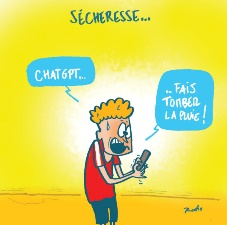 SÉCHERESSE...
CHATGPT...
...FAIS
TOMBER
LA PLUIE!